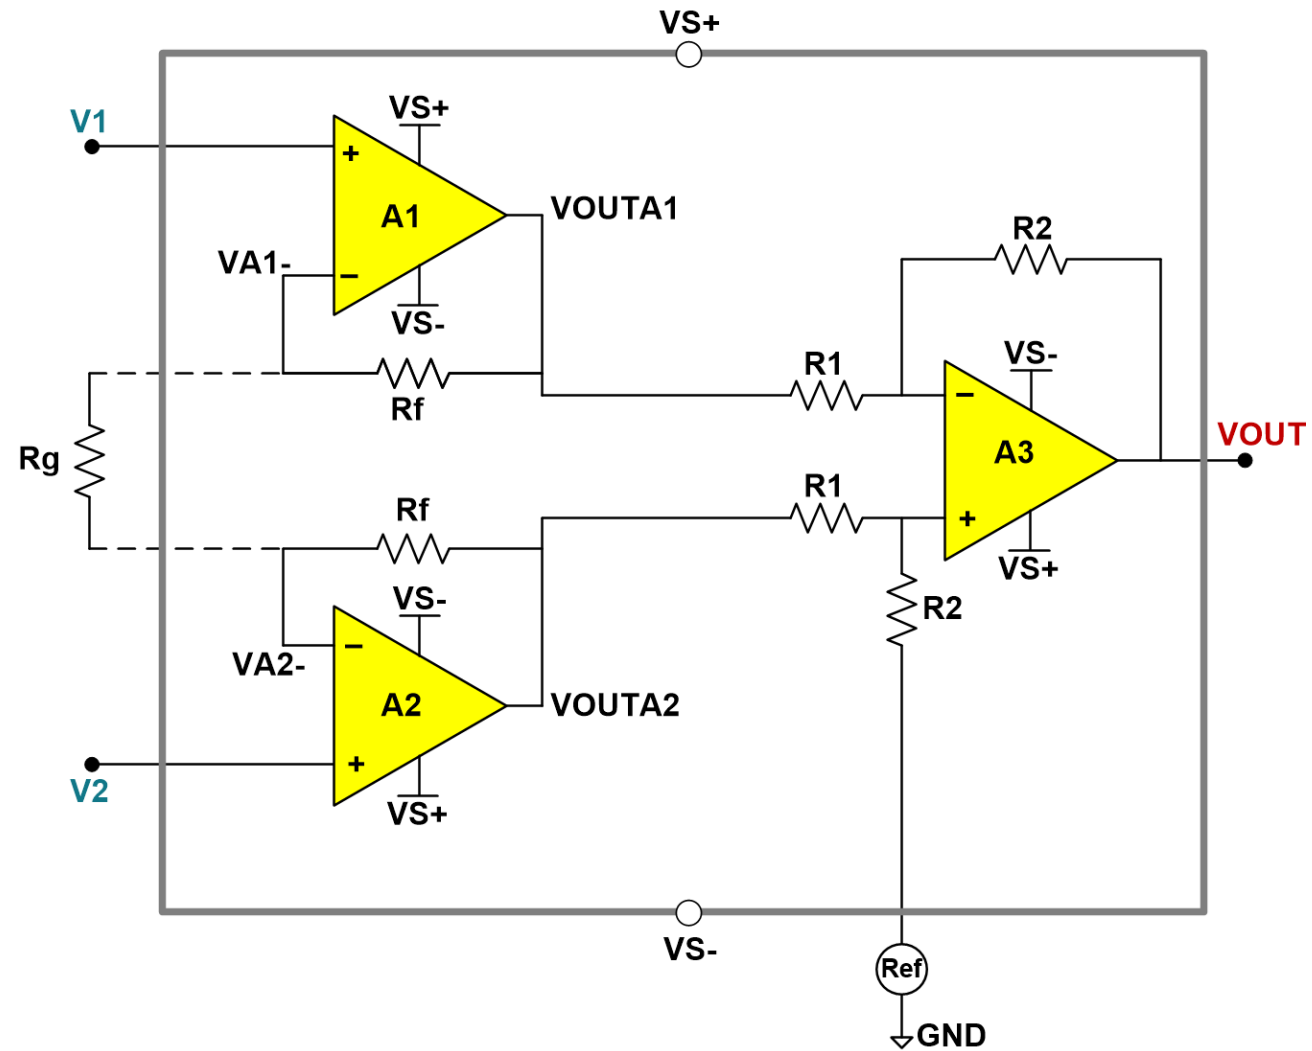 VS+
V1
VS+
+
A1
VOUTA1
VA1-
−
VS-
R2
Rf
R1
VS-
−
Rg
A3
VOUT
R1
Rf
+
VS+
VS-
R2
−
VA2-
A2
VOUTA2
+
V2
VS+
VS-
Ref
GND